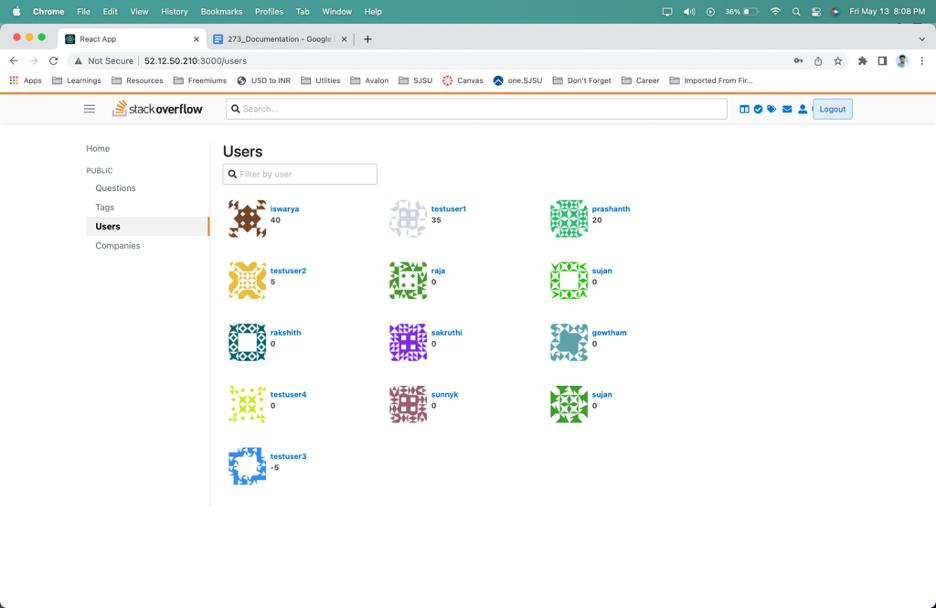 Chrome File Edit View History Bookmarks Profiles Tab Window Help 36% Fri May 13 8:08 PM
React App 273_Documentation - Google
Not Secure 52.12.50.210:3000/users
Apps Learnings Resources Freemiums USD to INR Utlities Avalon SJSU Canvas one.SJSU Don't Forget Career Imported From Fir...
stackoverflow Search... Logout
Home
PUBLIC
Questions
Tags
Users
Companies
Users
Filter by user
iswarya testuser1 prashanth
40 35 20
testuser2 raja sujan
5 0 0
rakshith sakruthi gowtham
0 0 0
testuser4 sunnyk sujan
0 0 0
testuser3
-5